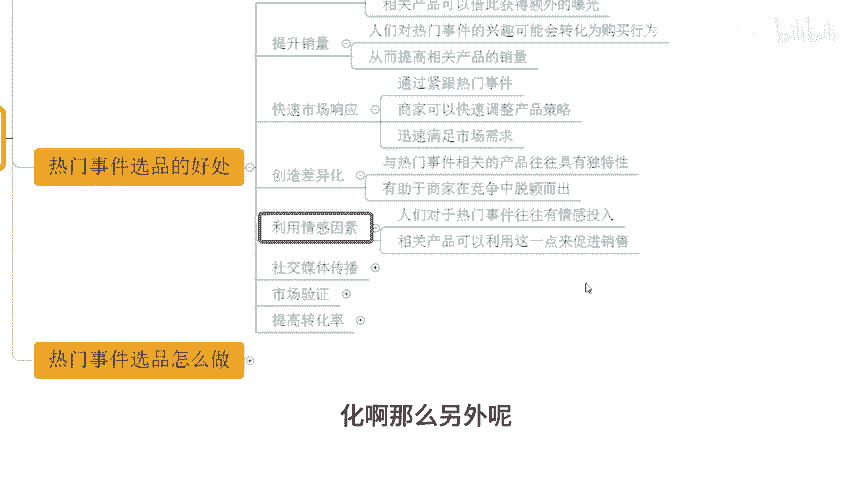 相关产品可以借此获得额外的曝光
提升销量
人们对热门事件的兴趣可能会转化为购买行为
从而提高相关产品的销量
快速市场响应
通过紧跟热门事件
商家可以快速调整产品策略
迅速满足市场需求
热门事件选品的好处
创造差异化
与热门事件相关的产品往往具有独特性
有助于商家在竞争中脱颖而出
利用情感因素
人们对于热门事件往往有情感投入
相关产品可以利用这一点来促进销售
社交媒体传播
市场验证
提高转化率
热门事件选品怎么做
化啊那么另外呢